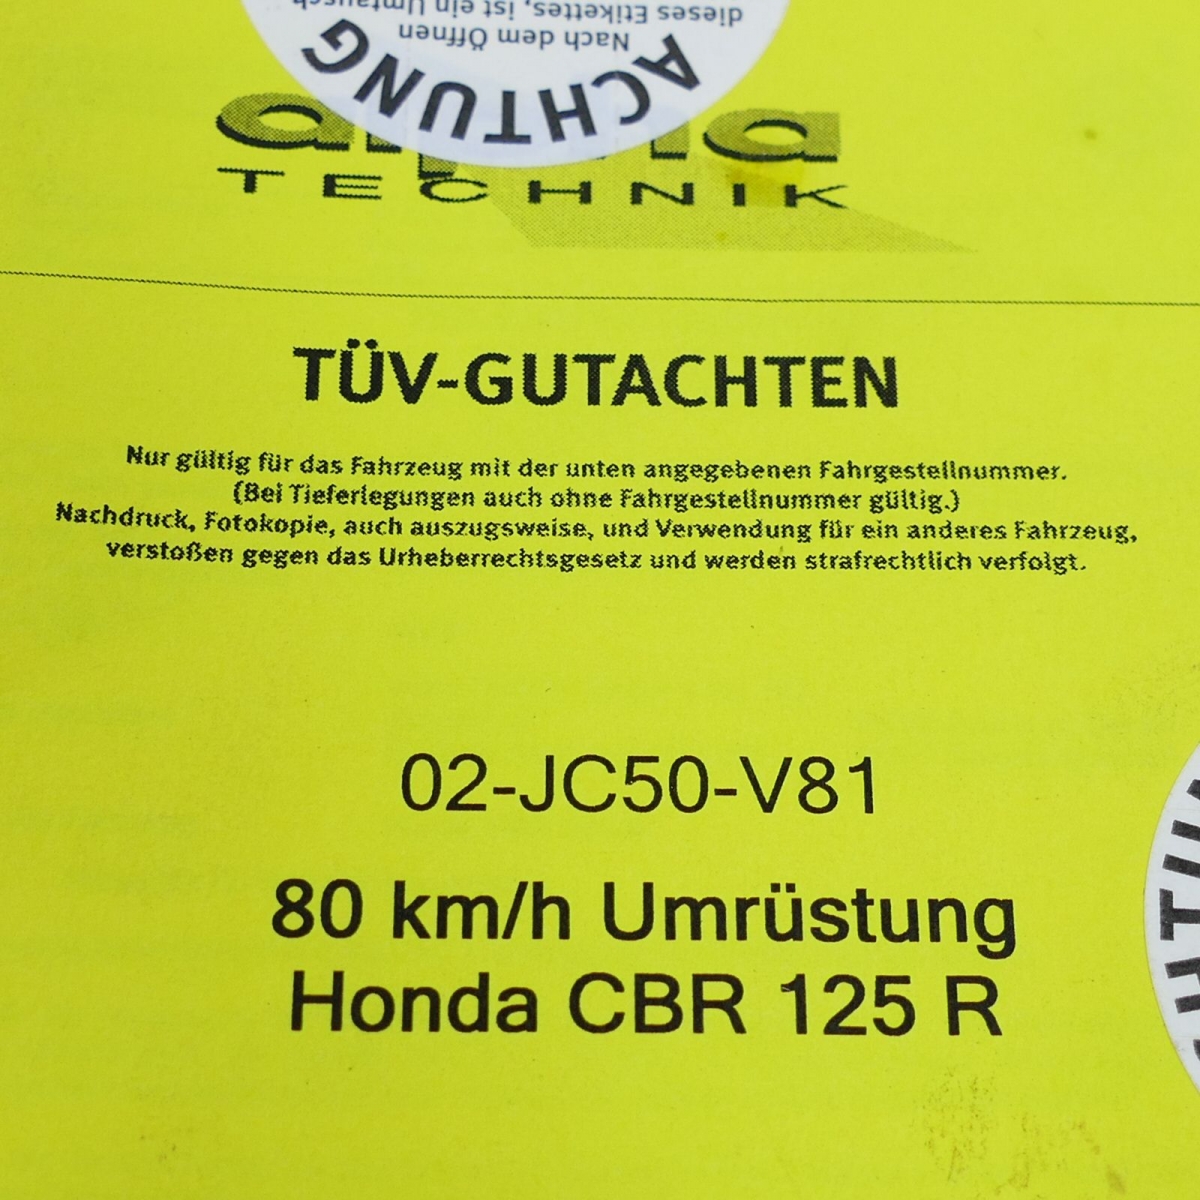 dieses Etikettes, ist ein Umtausch
Nach dem Öffnen
ACHTUNG
alpha
TECHNIK
TÜV-GUTACHTEN
Nur gültig für das Fahrzeug mit der unten angegebenen Fahrgestellnummer.
(Bei Tieferlegungen auch ohne Fahrgestellnummer gültig.)
Nachdruck, Fotokopie, auch auszugsweise, und Verwendung für ein anderes Fahrzeug,
verstoßen gegen das Urheberrechtsgesetz und werden strafrechtlich verfolgt.
02-JC50-V81
80 km/h Umrüstung
Honda CBR 125 R